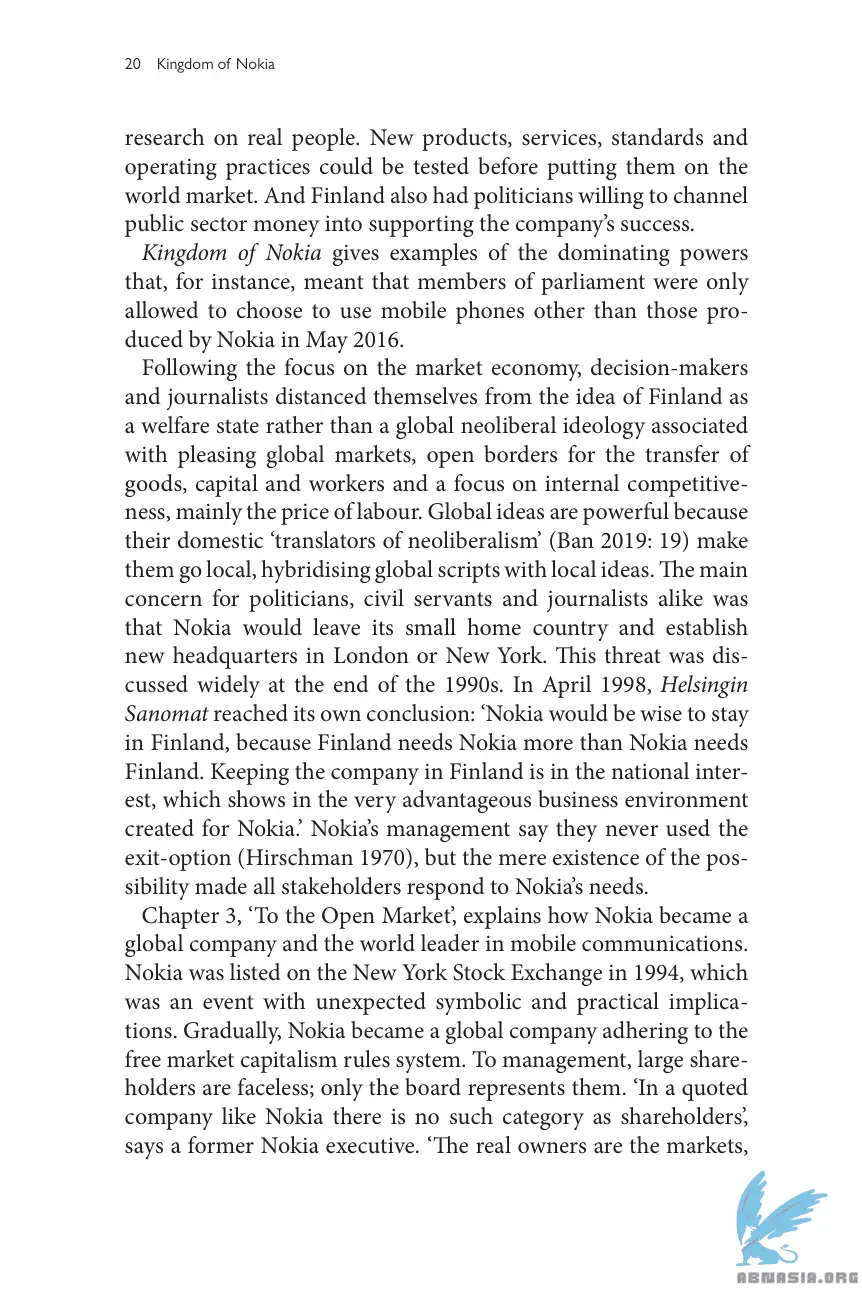 20 Kingdom of Nokia
research on real people. New products, services, standards and
operating practices could be tested before putting them on the
world market. And Finland also had politicians willing to channel
public sector money into supporting the company’s success.
Kingdom of Nokia gives examples of the dominating powers
that, for instance, meant that members of parliament were only
allowed to choose to use mobile phones other than those pro-
duced by Nokia in May 2016.
Following the focus on the market economy, decision-makers
and journalists distanced themselves from the idea of Finland as
a welfare state rather than a global neoliberal ideology associated
with pleasing global markets, open borders for the transfer of
goods, capital and workers and a focus on internal competitive-
ness, mainly the price of labour. Global ideas are powerful because
their domestic ‘translators of neoliberalism’ (Ban 2019: 19) make
them go local, hybridising global scripts with local ideas. The main
concern for politicians, civil servants and journalists alike was
that Nokia would leave its small home country and establish
new headquarters in London or New York. This threat was dis-
cussed widely at the end of the 1990s. In April 1998, Helsingin
Sanomat reached its own conclusion: ‘Nokia would be wise to stay
in Finland, because Finland needs Nokia more than Nokia needs
Finland. Keeping the company in Finland is in the national inter-
est, which shows in the very advantageous business environment
created for Nokia.’ Nokia’s management say they never used the
exit-option (Hirschman 1970), but the mere existence of the pos-
sibility made all stakeholders respond to Nokia’s needs.
Chapter 3, ‘To the Open Market’, explains how Nokia became a
global company and the world leader in mobile communications.
Nokia was listed on the New York Stock Exchange in 1994, which
was an event with unexpected symbolic and practical implica-
tions. Gradually, Nokia became a global company adhering to the
free market capitalism rules system. To management, large share-
holders are faceless; only the board represents them. ‘In a quoted
company like Nokia there is no such category as shareholders’,
says a former Nokia executive. ‘The real owners are the markets,
ABNASIA.ORG